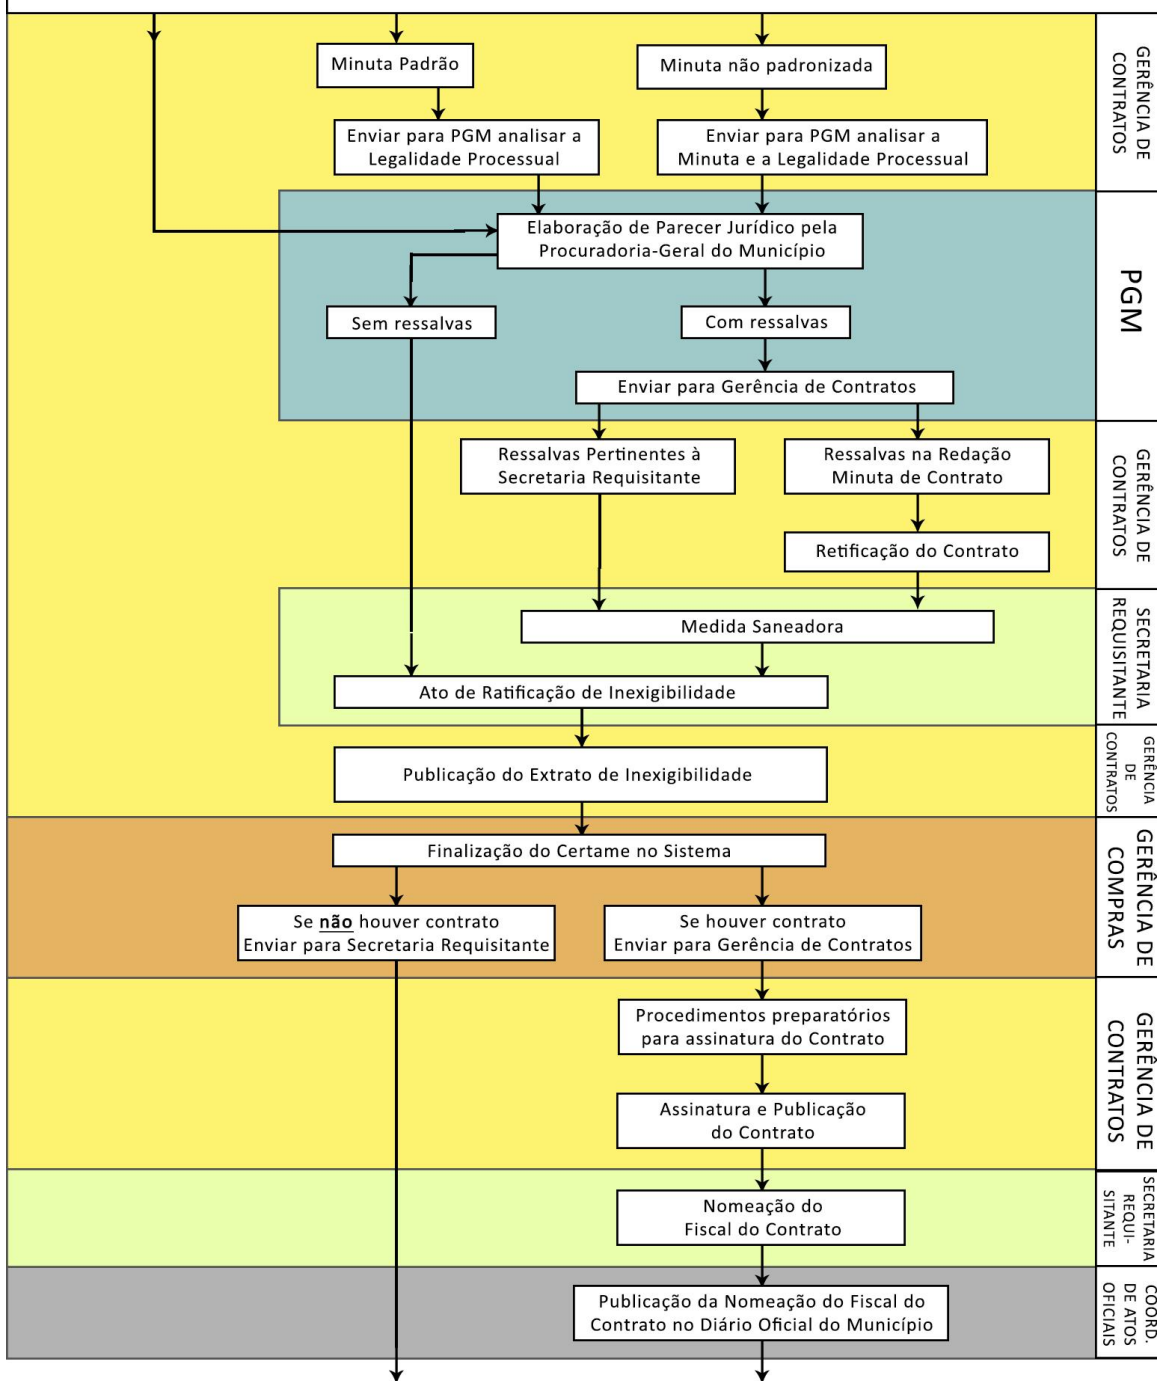 Minuta Padrão
Minuta não padronizada
Enviar para PGM analisar a
Legalidade Processual
Enviar para PGM analisar a
Minuta e a Legalidade Processual
GERÊNCIA DE
CONTRATOS
Elaboração de Parecer Jurídico pela
Procuradoria-Geral do Município
Sem ressalvas
Com ressalvas
Enviar para Gerência de Contratos
PGM
Ressalvas Pertinentes à
Secretaria Requisitante
Ressalvas na Redação
Minuta de Contrato
Retificação do Contrato
GERÊNCIA DE
CONTRATOS
Medida Saneadora
Ato de Ratificação de Inexigibilidade
SECRETARIA
REQUISITANTE
Publicação do Extrato de Inexigibilidade
GERÊNCIA
DE
CONTRATOS
Finalização do Certame no Sistema
Se não houver contrato
Enviar para Secretaria Requisitante
Se houver contrato
Enviar para Gerência de Contratos
GERÊNCIA DE
COMPRAS
Procedimentos preparatórios
para assinatura do Contrato
Assinatura e Publicação
do Contrato
GERÊNCIA DE
CONTRATOS
Nomeação do
Fiscal do Contrato
SECRETARIA
REQUI-
SITANTE
Publicação da Nomeação do Fiscal do
Contrato no Diário Oficial do Município
COORD.
DE ATOS
OFICIAIS